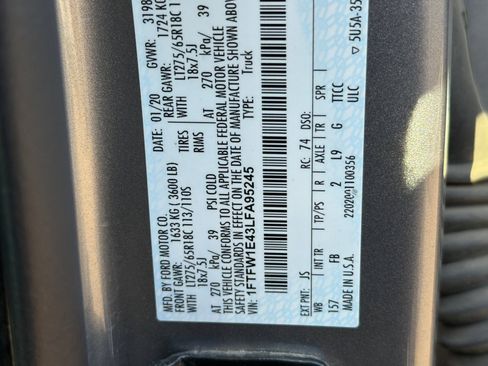 MFD. BY FORD MOTOR CO.
DATE: 01/20 GVWR: 3198
FRONT GAWR: 1633 KG (3600 LB) REAR GAWR: 1724 KG
WITH LT275/65R18C 113/110S TIRES WITH LT275/65R18C
18x7.5J RIMS 18x7.5J
AT 270 kPa/ 39 PSI COLD AT 270 kPa/ 39
THIS VEHICLE CONFORMS TO ALL APPLICABLE FEDERAL MOTOR VEHICLE
SAFETY STANDARDS IN EFFECT ON THE DATE OF MANUFACTURE SHOWN ABOVE
VIN: 1FTFW1E43LFA95245 TYPE: Truck
EXT PNT: JS RC: 74 DSO:
WB INT TR TP/PS R AXLE TR SPR
157 FB 2 L9 G TTCC
MADE IN U.S.A. 2202001100356 ULC
5U5A-35